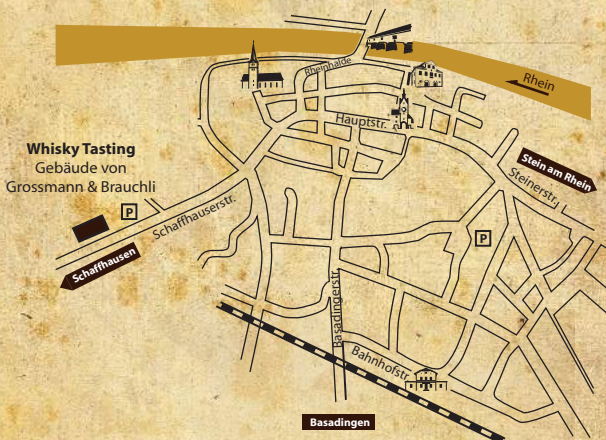 Rheinhalde
Rhein
Hauptstr.
Whisky Tasting
Gebäude von
Grossmann & Brauchli
P
Stein am Rhein
Steinerstr.
Schaffhauserstr.
P
Schaffhausen
Basadingerstr.
Bahnhofstr.
Basadingen